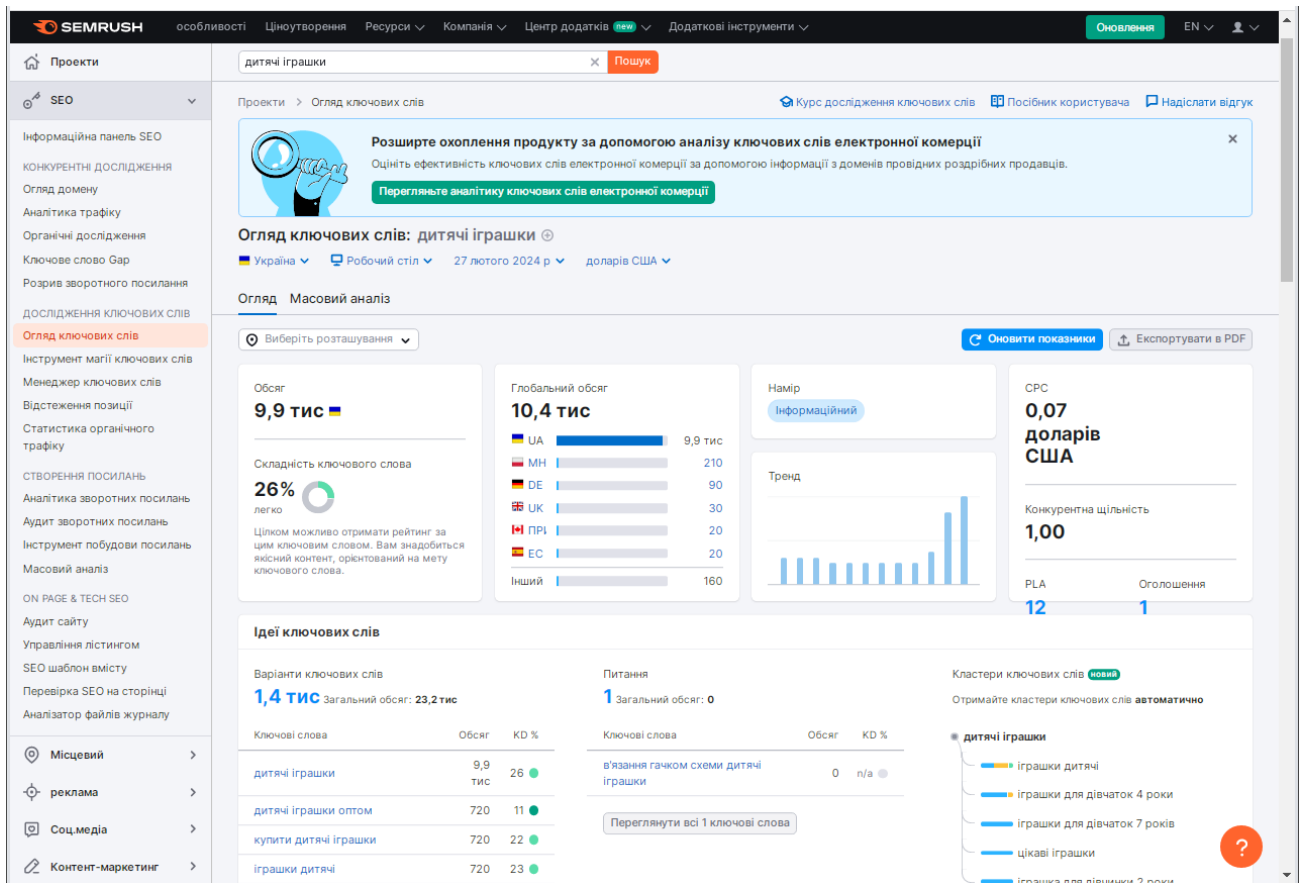 SEMRUSH
особливості Ціноутворення Ресурси Компанія Центр додатків new Додаткові інструменти Оновлення EN
Проекти
дитячі іграшки × Пошук
SEO
Проекти > Огляд ключових слів
Курс дослідження ключових слів Посібник користувача Надіслати відгук
Інформаційна панель SEO
КОНКУРЕНТНІ ДОСЛІДЖЕННЯ
Огляд домену
Аналітика трафіку
Органічні дослідження
Ключове слово Gap
Розрив зворотного посилання
ДОСЛІДЖЕННЯ КЛЮЧОВИХ СЛІВ
Огляд ключових слів
Інструмент магії ключових слів
Менеджер ключових слів
Відстеження позиції
Статистика органічного
трафіку
СТВОРЕННЯ ПОСИЛАНЬ
Аналітика зворотних посилань
Аудит зворотних посилань
Інструмент побудови посилань
Масовий аналіз
ON PAGE & TECH SEO
Аудит сайту
Управління лістингом
SEO шаблон вмісту
Перевірка SEO на сторінці
Аналізатор файлів журналу
Місцевий
реклама
Соц.медіа
Контент-маркетинг
Розширте охоплення продукту за допомогою аналізу ключових слів електронної комерції
Оцініть ефективність ключових слів електронної комерції за допомогою інформації з доменів провідних роздрібних продавців.
Перегляньте аналітику ключових слів електронної комерції
Огляд ключових слів: дитячі іграшки
Україна Робочий стіл 27 лютого 2024 р доларів США
Огляд Масовий аналіз
Виберіть розташування
Оновити показники Експортувати в PDF
Обсяг
9,9 тис
Складність ключового слова
26%
легко
Цілком можливо отримати рейтинг за
цим ключовим словом. Вам знадобиться
якісний контент, орієнтований на мету
ключового слова.
Глобальний обсяг
10,4 тис
UA 9,9 тис
МН 210
DE 90
UK 30
ПРІ 20
ЕС 20
Інший 160
Намір
Інформаційний
Тренд
СРС
0,07
доларів
США
Конкурентна щільність
1,00
PLA Оголошення
12 1
Ідеї ключових слів
Варіанти ключових слів
1,4 тис Загальний обсяг: 23,2 тис
Ключові слова Обсяг KD %
дитячі іграшки 9,9 тис 26
дитячі іграшки оптом 720 11
купити дитячі іграшки 720 22
іграшки дитячі 720 23
Питання
1 Загальний обсяг: 0
Ключові слова Обсяг KD %
в'язання гачком схеми дитячі
іграшки 0 n/a
Переглянути всі 1 ключові слова
Кластери ключових слів новий
Отримайте кластери ключових слів автоматично
дитячі іграшки
іграшки дитячі
іграшки для дівчаток 4 роки
іграшки для дівчаток 7 років
цікаві іграшки
іграшка для дівчинки 2 роки
?